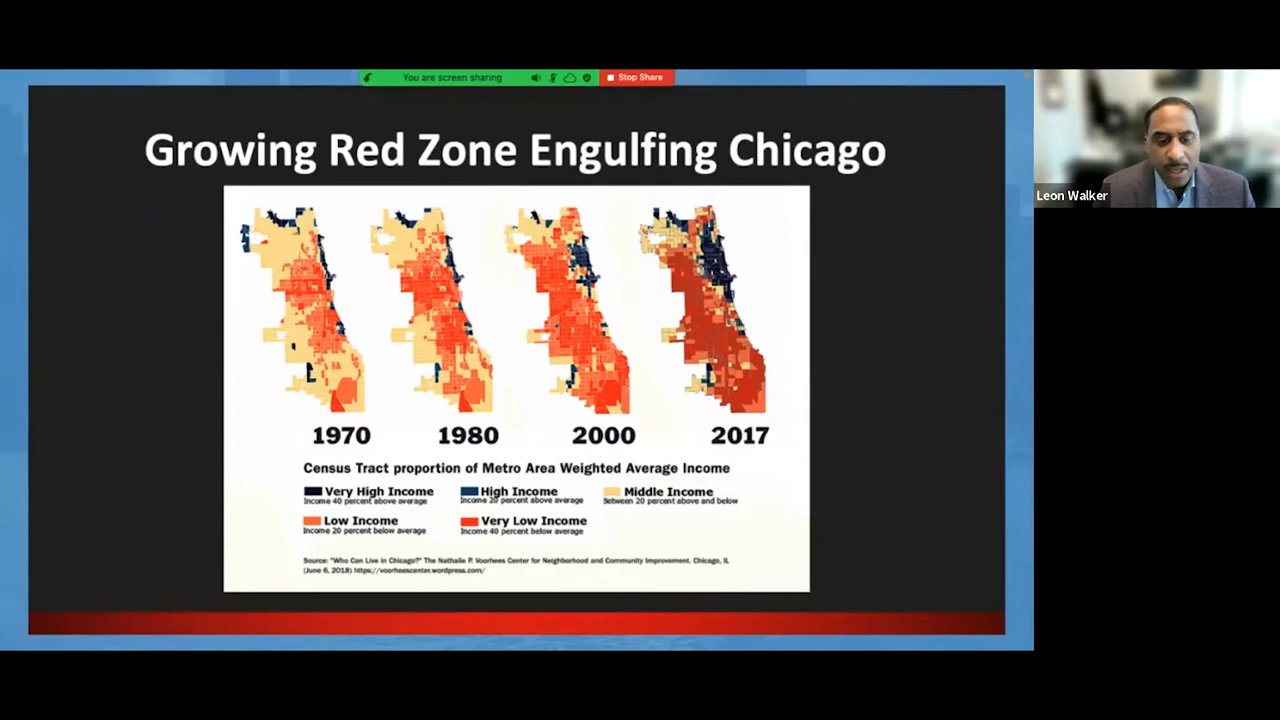 You are screen sharing
Stop Share
Growing Red Zone Engulfing Chicago
Leon Walker
1970 1980 2000 2017
Census Tract proportion of Metro Area Weighted Average Income
Very High Income High Income Middle Income
Income 40 percent above average Income 20 percent above average Between 20 percent above and below
Low Income Very Low Income
Income 20 percent below average Income 40 percent below average
Source: "Who Can Live in Chicago?" The Nathalie P. Voorhees Center for Neighborhood and Community Improvement. Chicago, IL
(June 6, 2018) https://voorheescenter.wordpress.com/